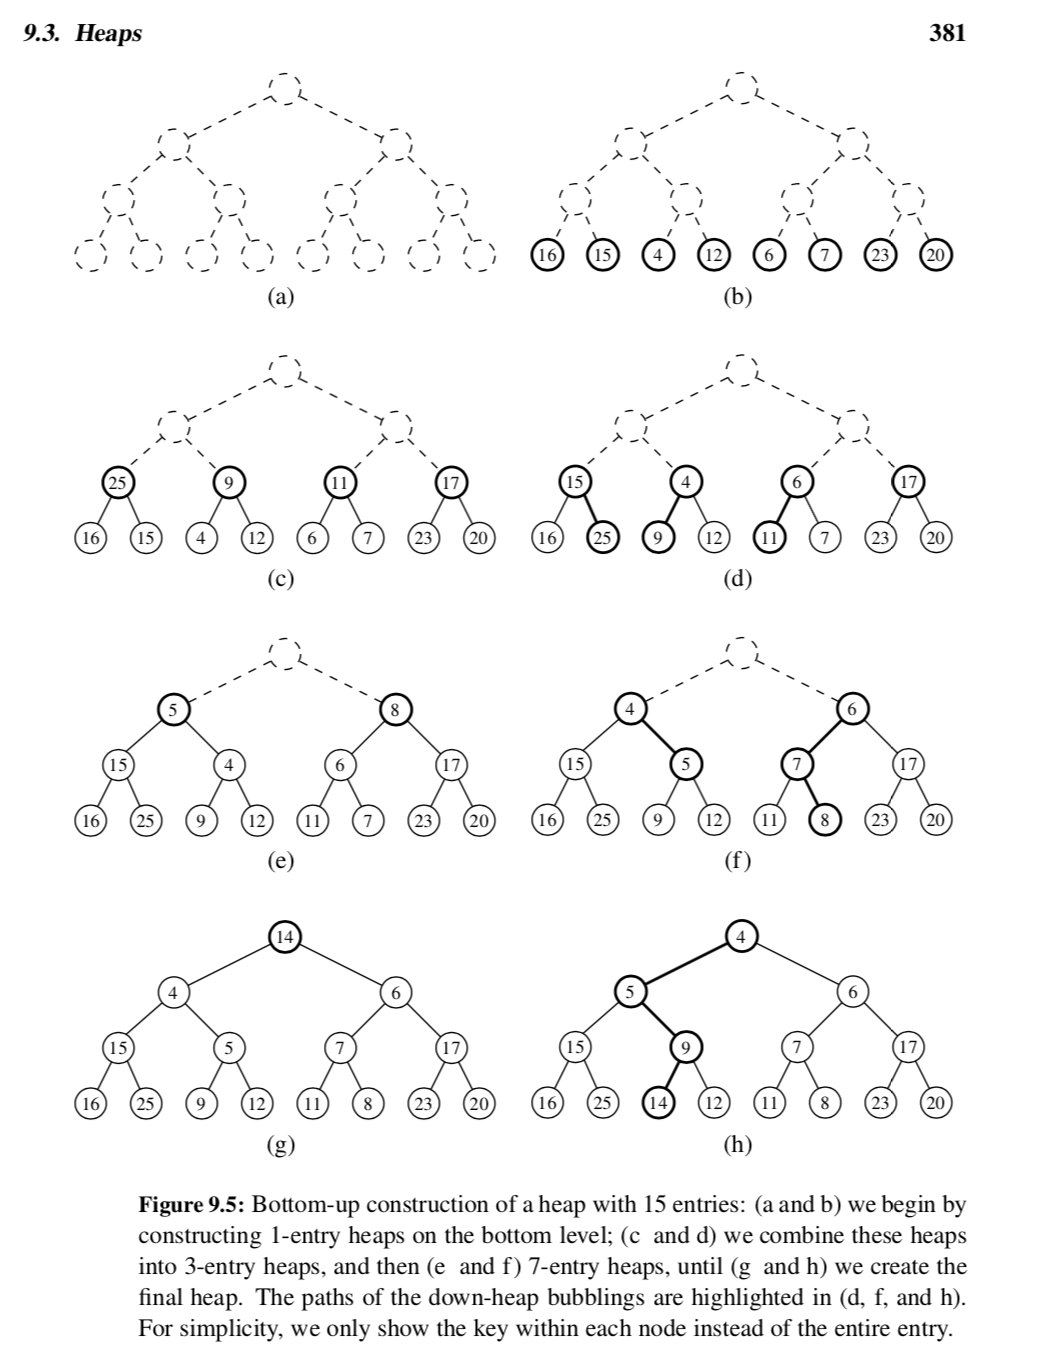 9.3. Heaps 381
16 15 4 12 6 7 23 20
(a) (b)
25 9 11 17 15 4 6 17
16 15 4 12 6 7 23 20 16 25 9 12 11 7 23 20
(c) (d)
5 8 4 6
15 4 6 17 15 5 7 17
16 25 9 12 11 7 23 20 16 25 9 12 11 8 23 20
(e) (f)
14 4
4 6 5 6
15 5 7 17 15 9 7 17
16 25 9 12 11 8 23 20 16 25 14 12 11 8 23 20
(g) (h)
Figure 9.5: Bottom-up construction of a heap with 15 entries: (a and b) we begin by
constructing 1-entry heaps on the bottom level; (c and d) we combine these heaps
into 3-entry heaps, and then (e and f) 7-entry heaps, until (g and h) we create the
final heap. The paths of the down-heap bubblings are highlighted in (d, f, and h).
For simplicity, we only show the key within each node instead of the entire entry.